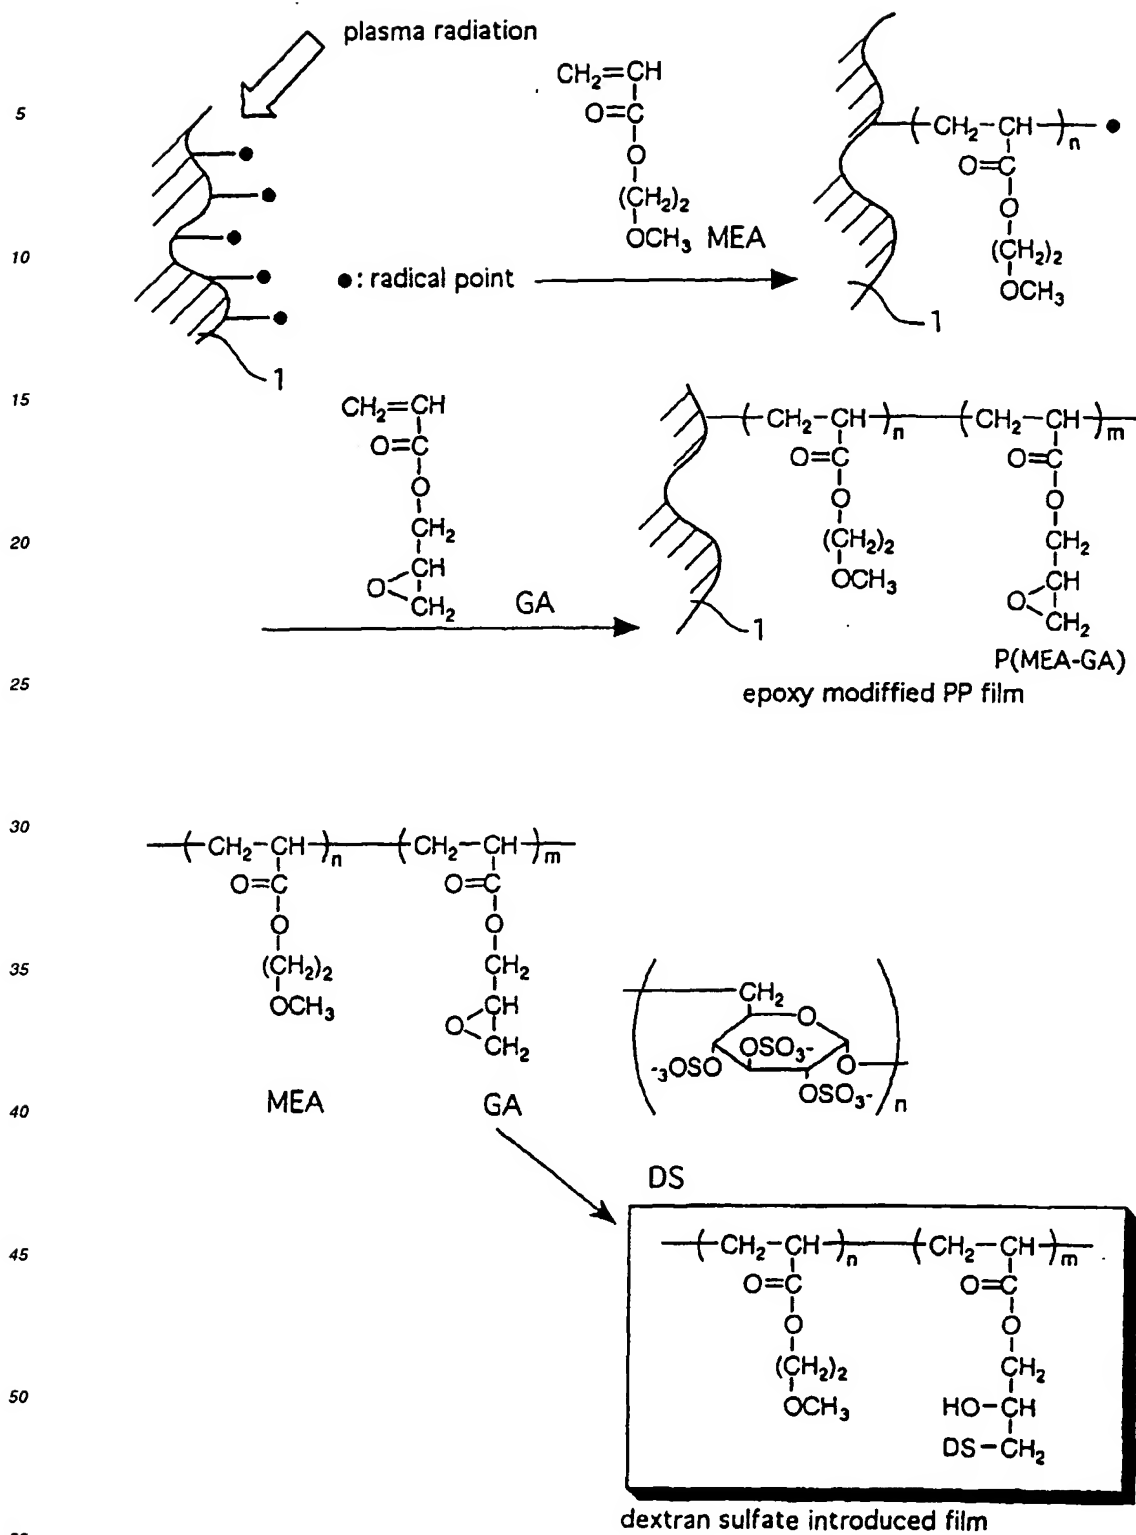 plasma radiation
CH2=CH
O=C
O
(CH2)2
OCH3 MEA
●: radical point
1
(CH2-CH)n
O=C
O
(CH2)2
OCH3
1
5
10
15
CH2=CH
O=C
O
CH2
CH
O
CH2
GA
(CH2-CH)n (CH2-CH)m
O=C O=C
O O
(CH2)2 CH2
OCH3 CH
O
CH2
1
P(MEA-GA)
epoxy modiffied PP film
20
25
30
(CH2-CH)n (CH2-CH)m
O=C O=C
O O
(CH2)2 CH2
OCH3 CH
O
CH2
MEA GA
35
40
CH2
O
OSO3-
-3OSO
O
OSO3-
n
DS
45
(CH2-CH)n (CH2-CH)m
O=C O=C
O O
(CH2)2 CH2
OCH3 HO-CH
DS-CH2
50
dextran sulfate introduced film